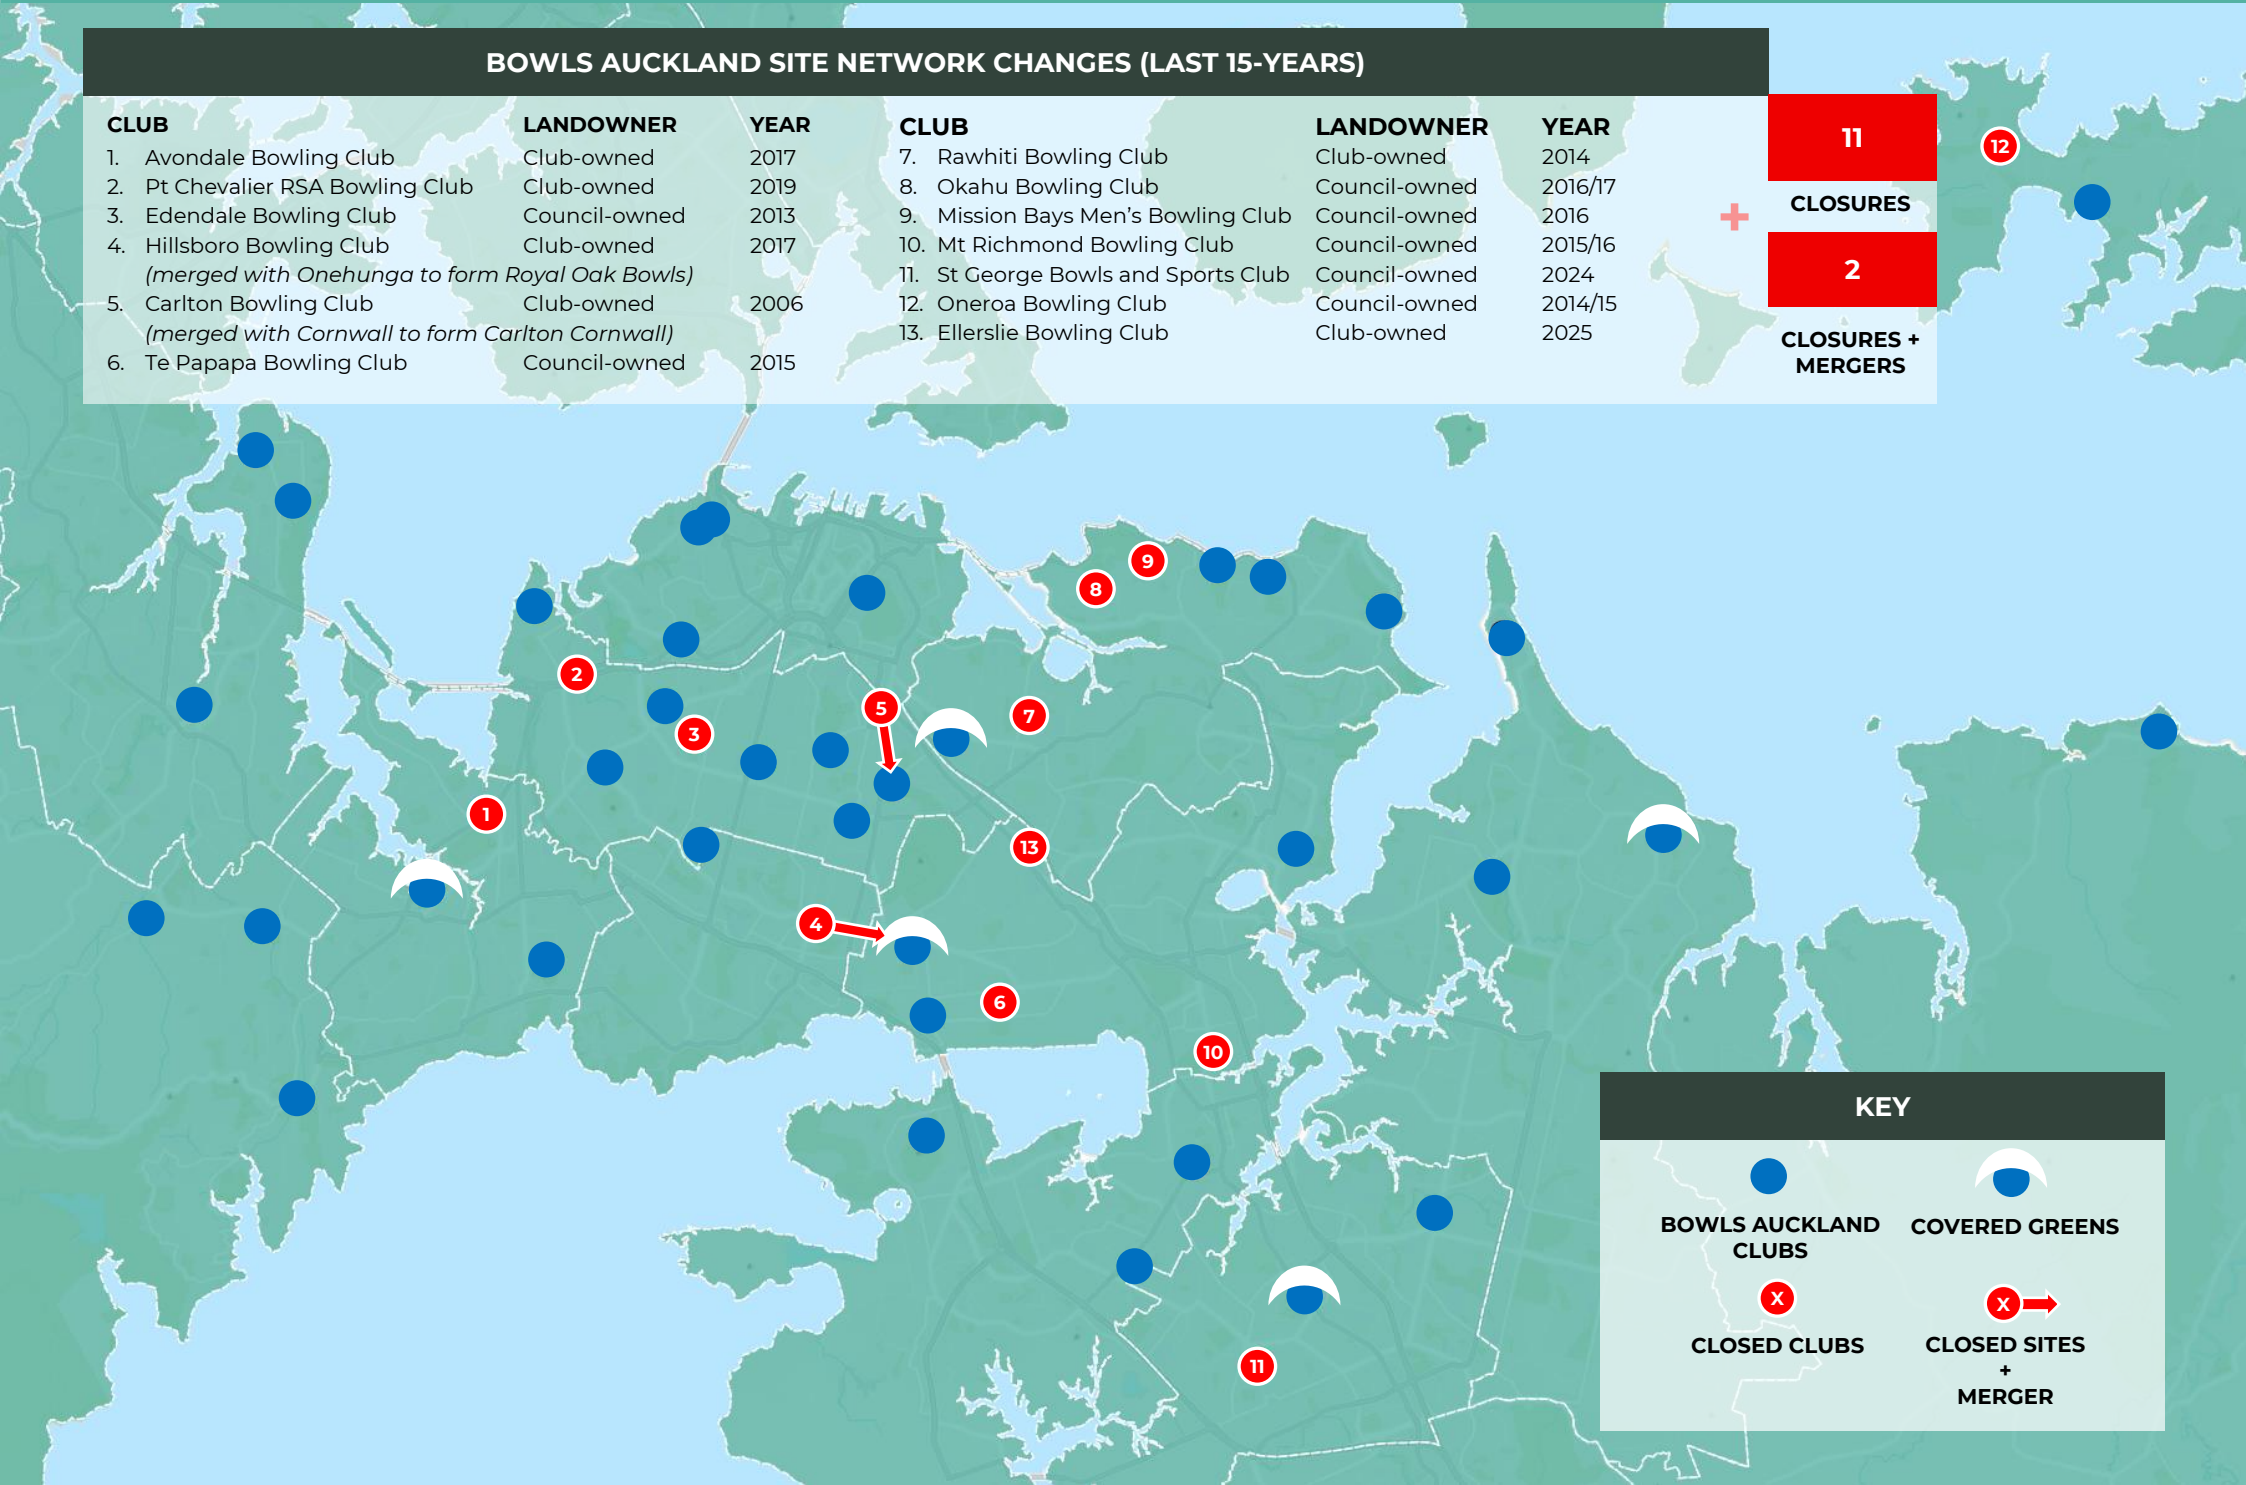 BOWLS AUCKLAND SITE NETWORK CHANGES (LAST 15-YEARS)
CLUB LANDOWNER YEAR
1. Avondale Bowling Club Club-owned 2017
2. Pt Chevalier RSA Bowling Club Club-owned 2019
3. Edendale Bowling Club Council-owned 2013
4. Hillsboro Bowling Club Club-owned 2017
(merged with Onehunga to form Royal Oak Bowls)
5. Carlton Bowling Club Club-owned 2006
(merged with Cornwall to form Carlton Cornwall)
6. Te Papapa Bowling Club Council-owned 2015
CLUB LANDOWNER YEAR
7. Rawhiti Bowling Club Club-owned 2014
8. Okahu Bowling Club Council-owned 2016/17
9. Mission Bays Men's Bowling Club Council-owned 2016
10. Mt Richmond Bowling Club Council-owned 2015/16
11. St George Bowls and Sports Club Council-owned 2024
12. Oneroa Bowling Club Council-owned 2014/15
13. Ellerslie Bowling Club Club-owned 2025
11
CLOSURES
+
2
CLOSURES +
MERGERS
12
9
8
2
5
7
3
1
13
4
6
10
11
KEY
BOWLS AUCKLAND
CLUBS
COVERED GREENS
X
CLOSED CLUBS
X
CLOSED SITES
+
MERGER